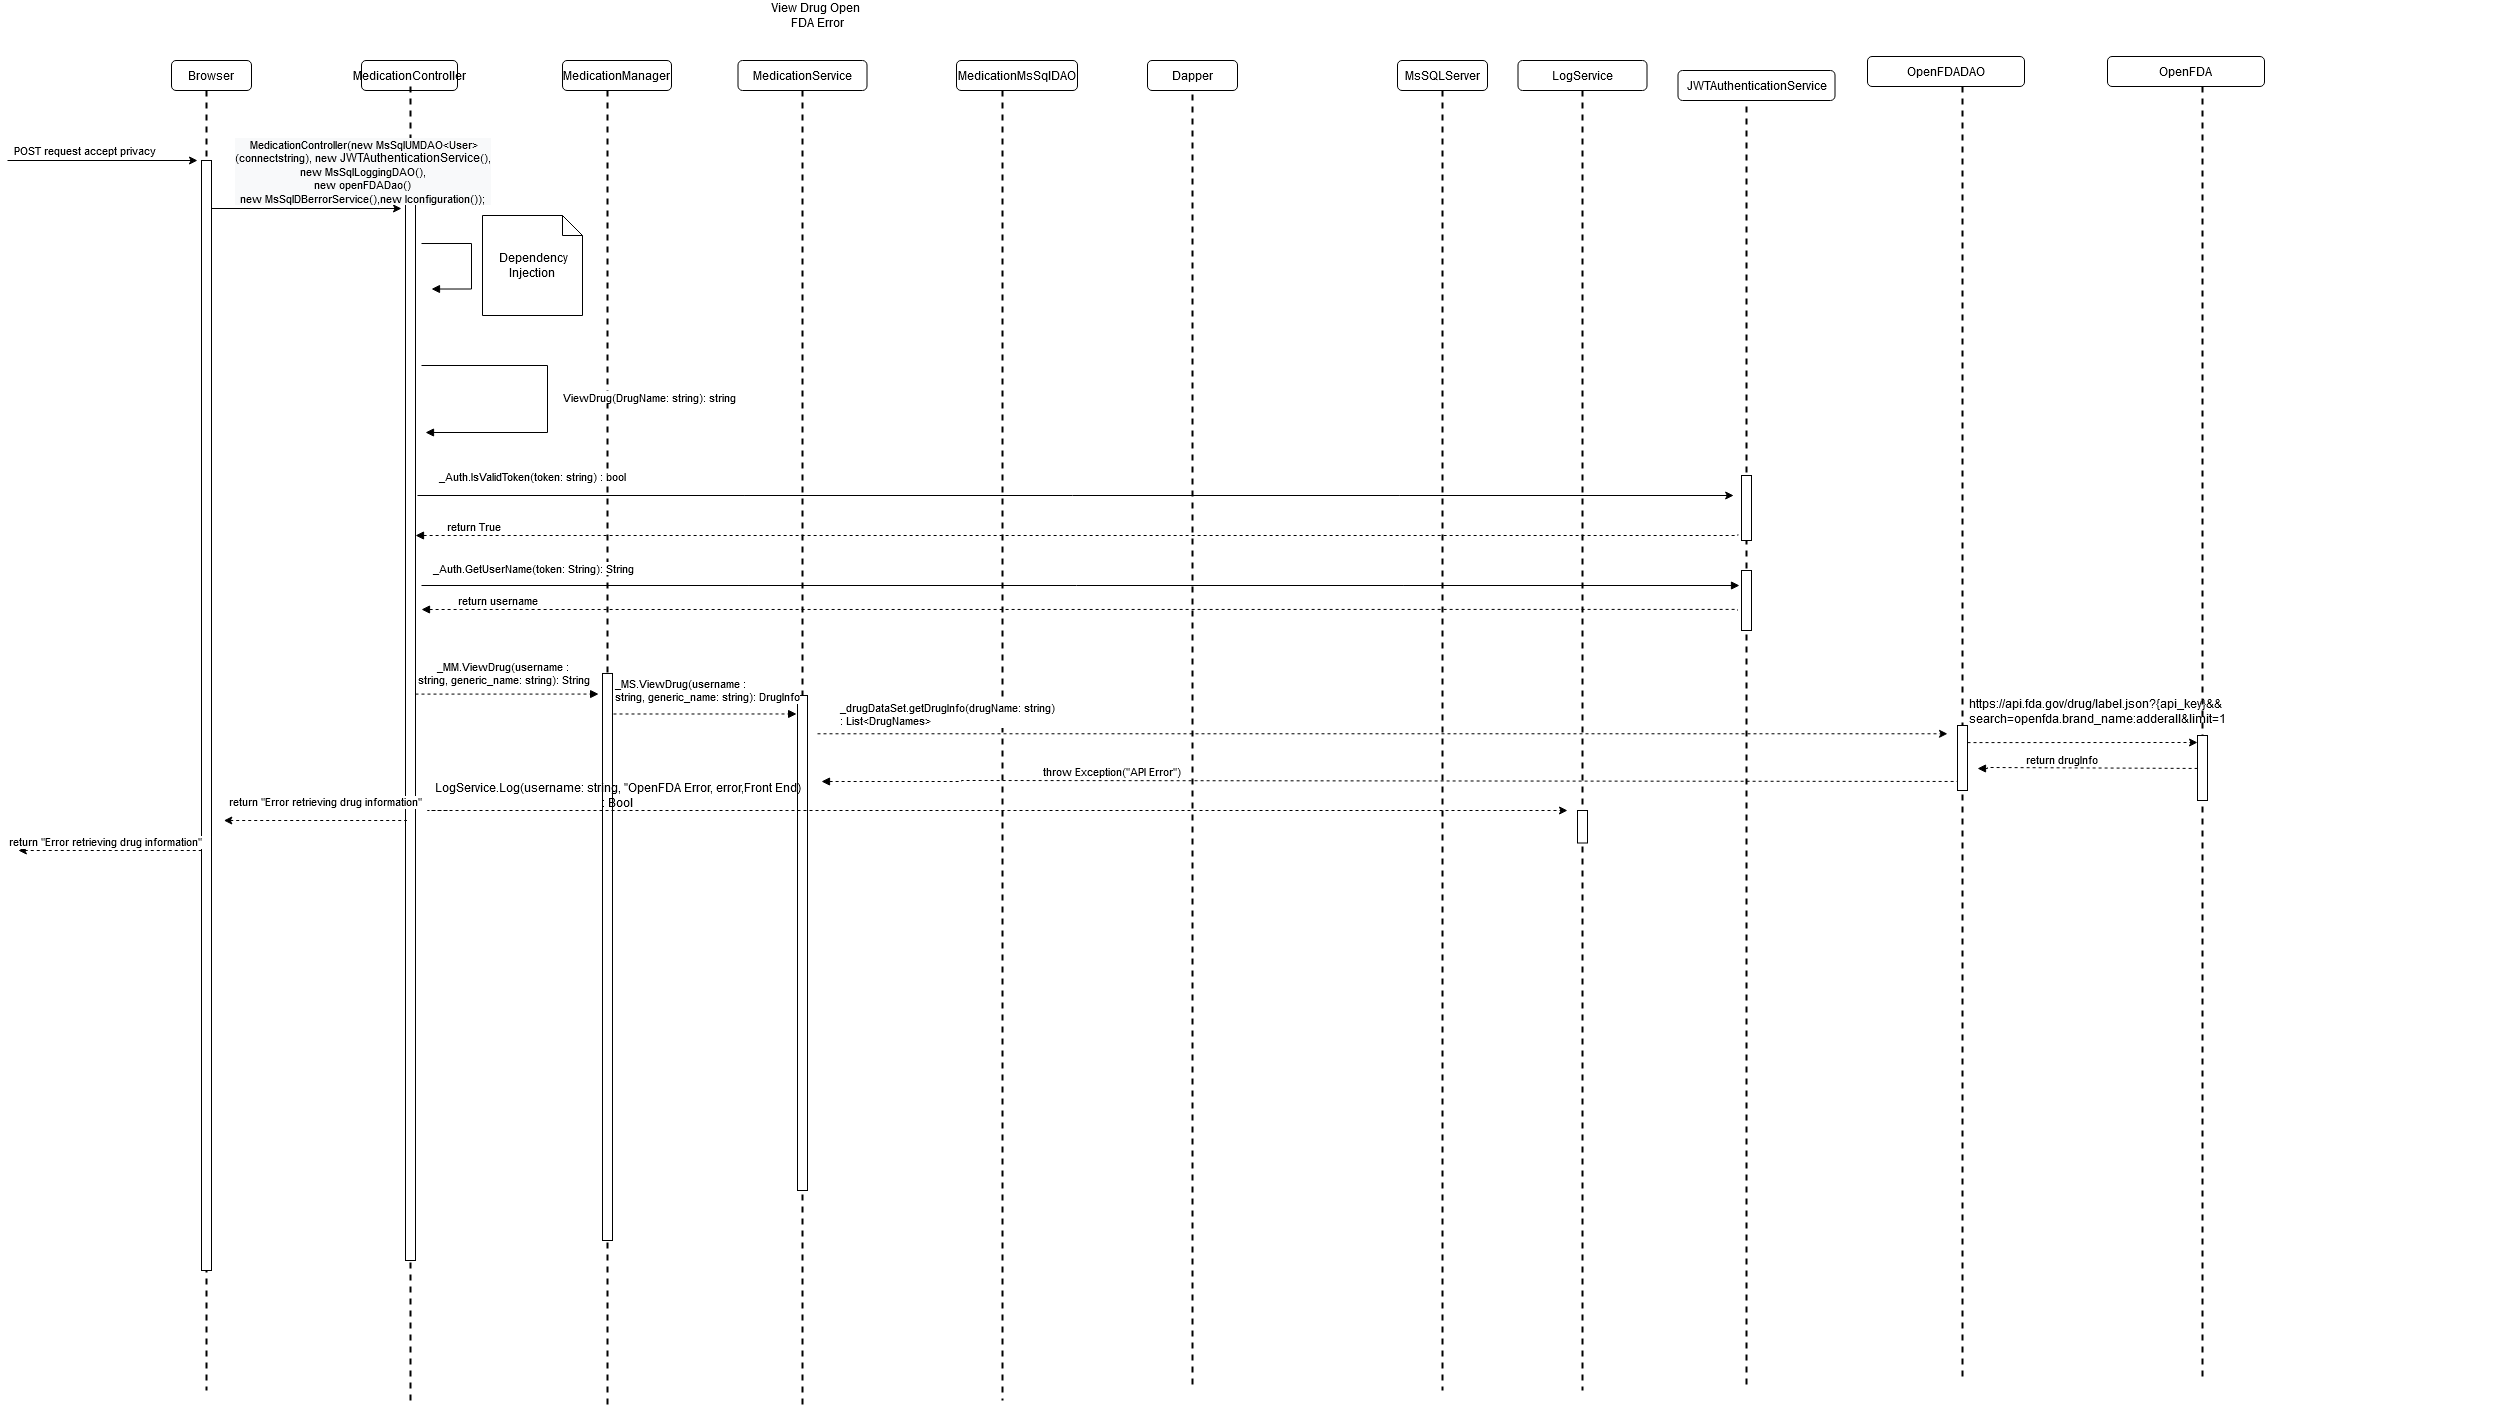 View Drug Open
FDA Error
Browser
MedicationController
MedicationManager
MedicationService
MedicationMsSqlDAO
Dapper
MsSQLServer
LogService
JWTAuthenticationService
OpenFDADAO
OpenFDA
POST request accept privacy
MedicationController(new MsSqlUMDAO<User>
(connectstring), new JWTAuthenticationService(),
new MsSqlLoggingDAO(),
new openFDADao()
new MsSqlDBerrorService(),new Iconfiguration());
Dependency
Injection
ViewDrug(DrugName: string): string
_Auth.IsValidToken(token: string) : bool
return True
_Auth.GetUserName(token: String): String
return username
_MM.ViewDrug(username :
string, generic_name: string): String
_MS.ViewDrug(username :
string, generic_name: string): DrugInfo
_drugDataSet.getDrugInfo(drugName: string)
: List<DrugNames>
https://api.fda.gov/drug/label.json?{api_key}&&
search=openfda.brand_name:adderall&limit=1
return drugInfo
throw Exception("API Error")
LogService.Log(username: string, "OpenFDA Error, error,Front End)
: Bool
return "Error retrieving drug information"
return "Error retrieving drug information"